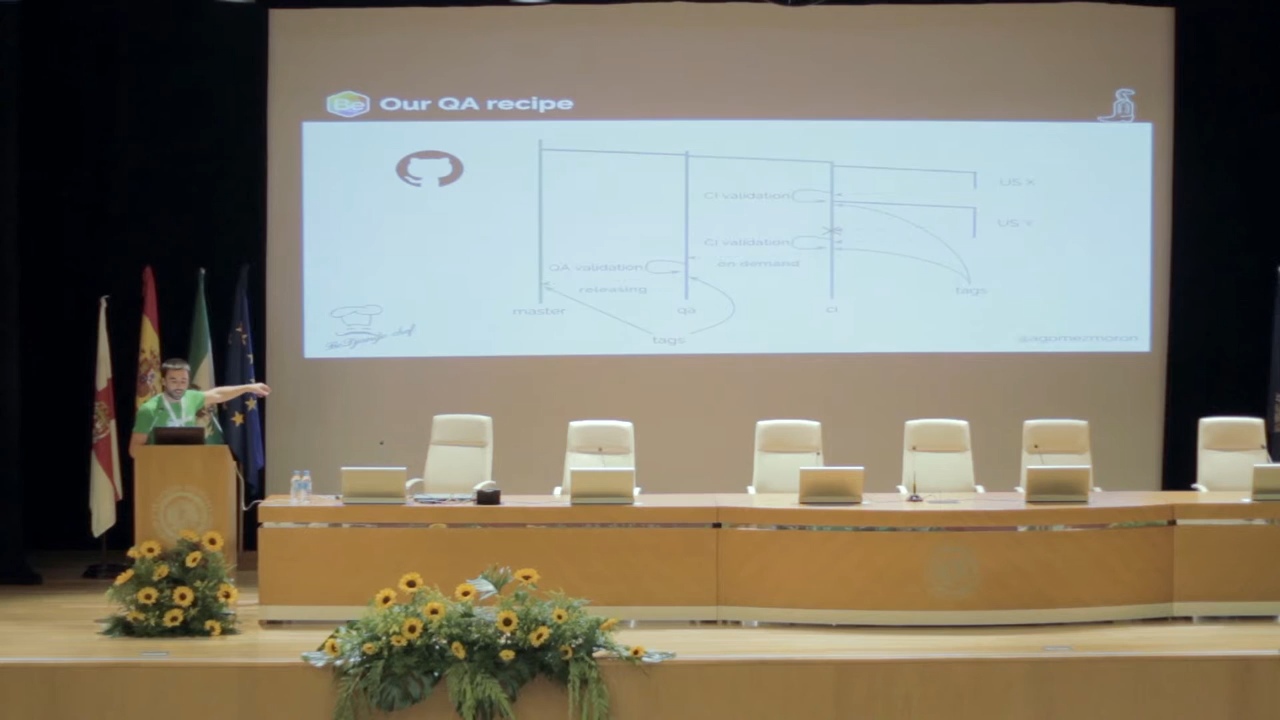 Be Our QA recipe
US X
CI validation
US Y
CI validation
on demand
QA validation
releasing
tags
master
qa
ci
tags
@agomezmoron